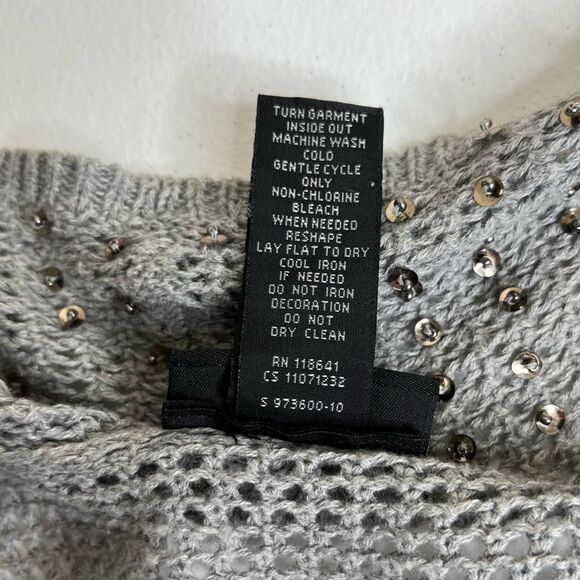 TURN GARMENT
INSIDE OUT
MACHINE WASH
COLD
GENTLE CYCLE
ONLY
NON-CHLORINE
BLEACH
WHEN NEEDED
RESHAPE
LAY FLAT TO DRY
COOL IRON
IF NEEDED
DO NOT IRON
DECORATION
DO NOT
DRY CLEAN
RN 118641
CS 11071232
S 973600-10